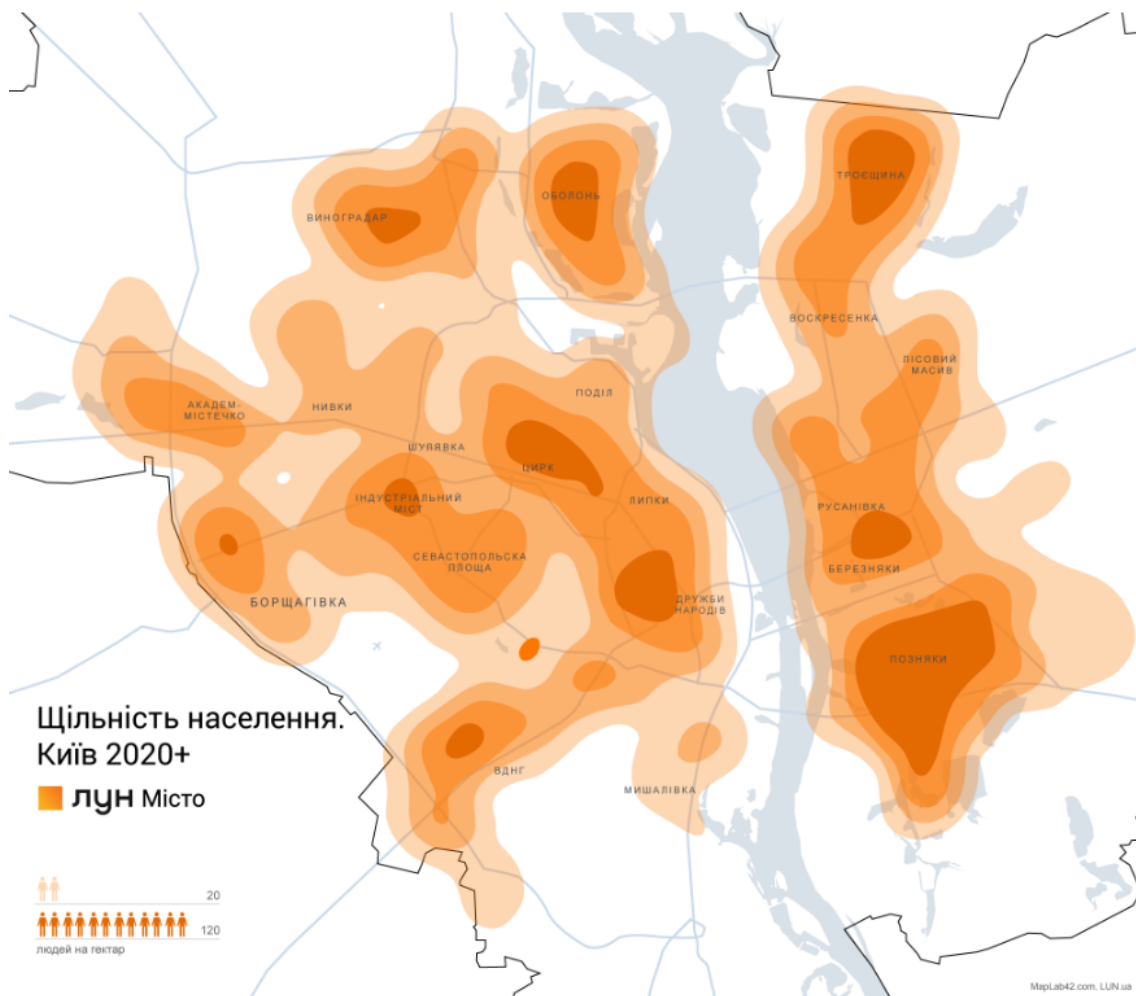 ТРОЄЩИНА
ОБОЛОНЬ
ВИНОГРАДАР
ВОСКРЕСЕНКА
ЛІСОВИЙ
МАСИВ
ПОДІЛ
АКАДЕМ-
МІСТЕЧКО
НИВКИ
ШУЛЯВКА
ЦИРК
ІНДУСТРІАЛЬНИЙ
МІСТ
ЛИПКИ
РУСАНІВКА
СЕВАСТОПОЛЬСКА
ПЛОЩА
БЕРЕЗНЯКИ
БОРЩАГІВКА
ДРУЖБИ
НАРОДІВ
ПОЗНЯКИ
Щільність населення.
Київ 2020+
лун Місто
ВДНГ
МИШАЛІВКА
20
120
людей на гектар
MapLab42.com, LUN.ua